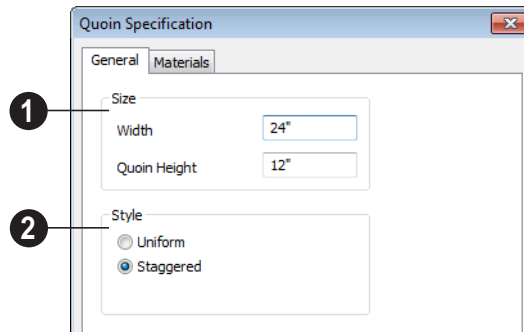 Quoin Specification
General Materials
1
Size
Width 24"
Quoin Height 12"
2
Style
Uniform
Staggered